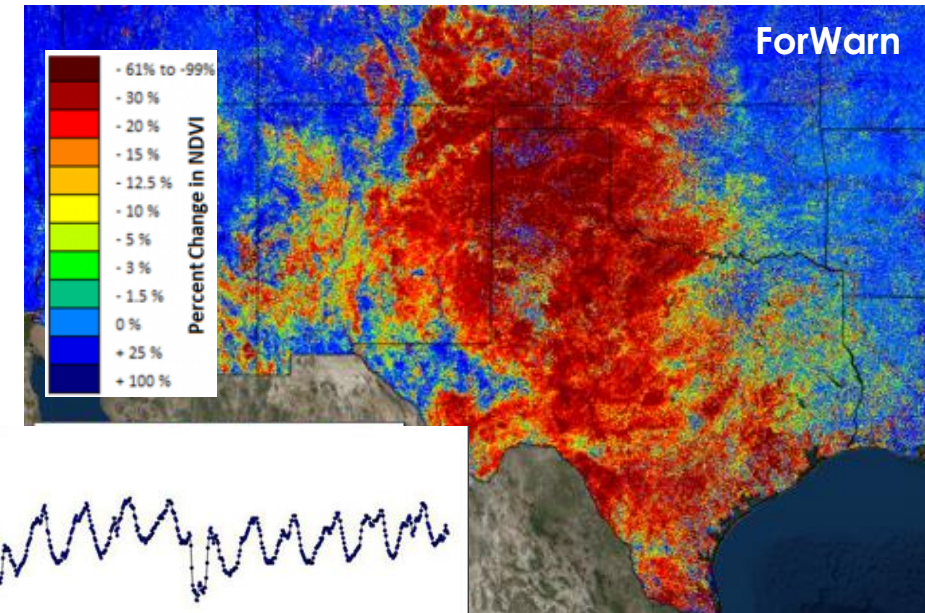 ForWarn
- 61% to -99%
- 30 %
- 20 %
- 15 %
- 12.5 %
- 10 %
- 5 %
- 3 %
- 1.5 %
0 %
+ 25 %
+ 100 %
Percent Change in NDVI